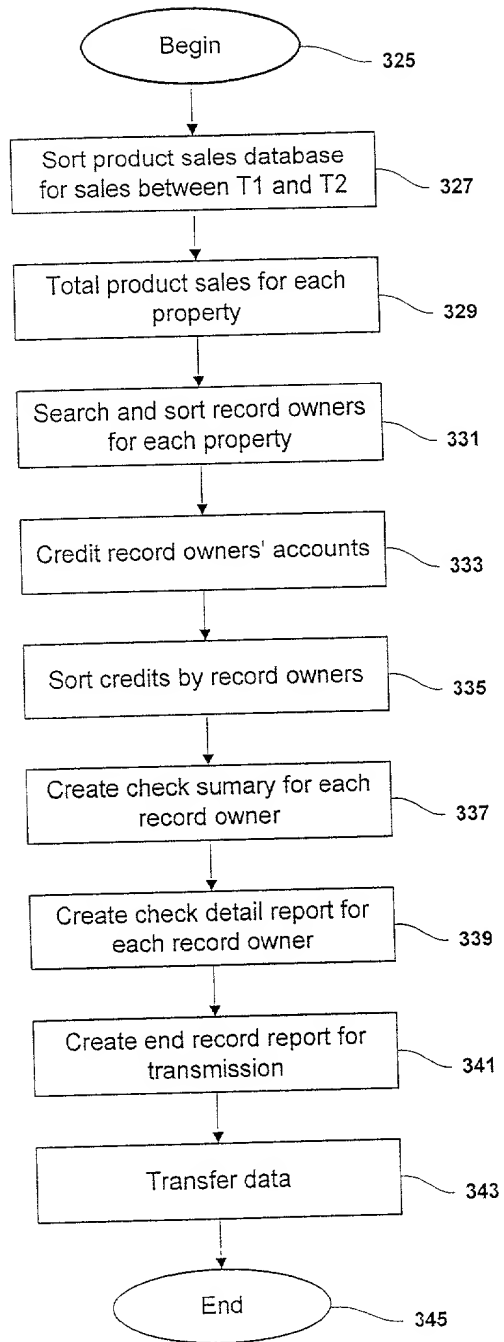 Begin
325
Sort product sales database
for sales between T1 and T2
327
Total product sales for each
property
329
Search and sort record owners
for each property
331
Credit record owners' accounts
333
Sort credits by record owners
335
Create check sumary for each
record owner
337
Create check detail report for
each record owner
339
Create end record report for
transmission
341
Transfer data
343
End
345